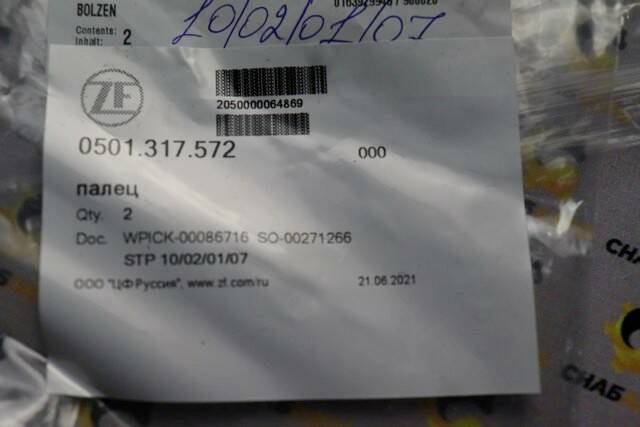 BOLZEN
Contents:
Inhalt: 2
10/02/01/07
ZF
2050000064869
0501.317.572 000
палец
Qty. 2
Doc. WPICK-00086716 SO-00271266
STP 10/02/01/07
ООО "ЦФ Руссия", www.zf.com/ru 21.06.2021
СНАБ
СНАБ